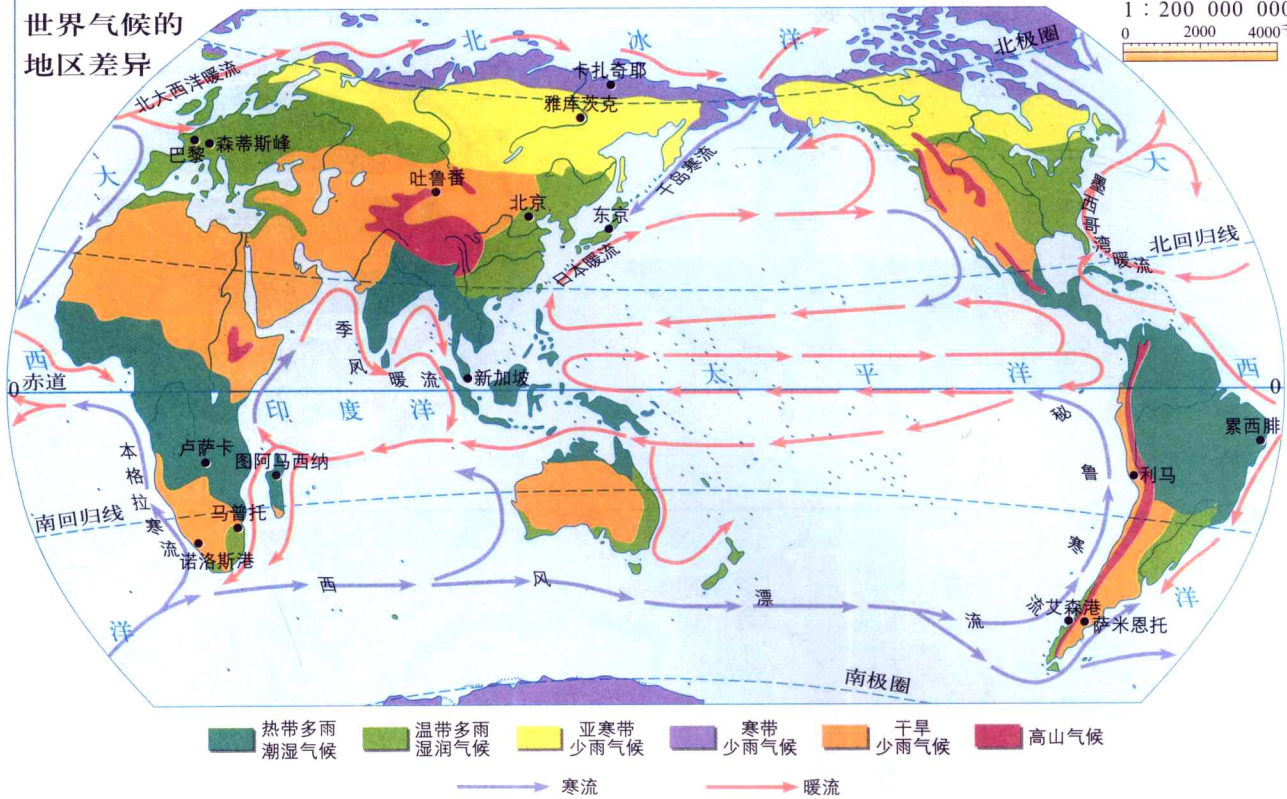 世界气候的
地区差异
1 : 200 000 000
0 2000 4000千
北冰洋
北极圈
北大西洋暖流
卡扎奇耶
雅库茨克
巴黎
森蒂斯峰
大西洋
吐鲁番
北京
东京
千岛寒流
日本暖流
墨西哥湾暖流
大西洋
北回归线
季风暖流
新加坡
太平洋
0
赤道
0
印度洋
本格拉寒流
卢萨卡
图阿马西纳
累西腓
秘鲁寒流
利马
南回归线
马普托
诺洛斯港
西风漂流
艾森港
萨米恩托
南极圈
热带多雨
潮湿气候
温带多雨
湿润气候
亚寒带
少雨气候
寒带
少雨气候
干旱
少雨气候
高山气候
寒流
暖流